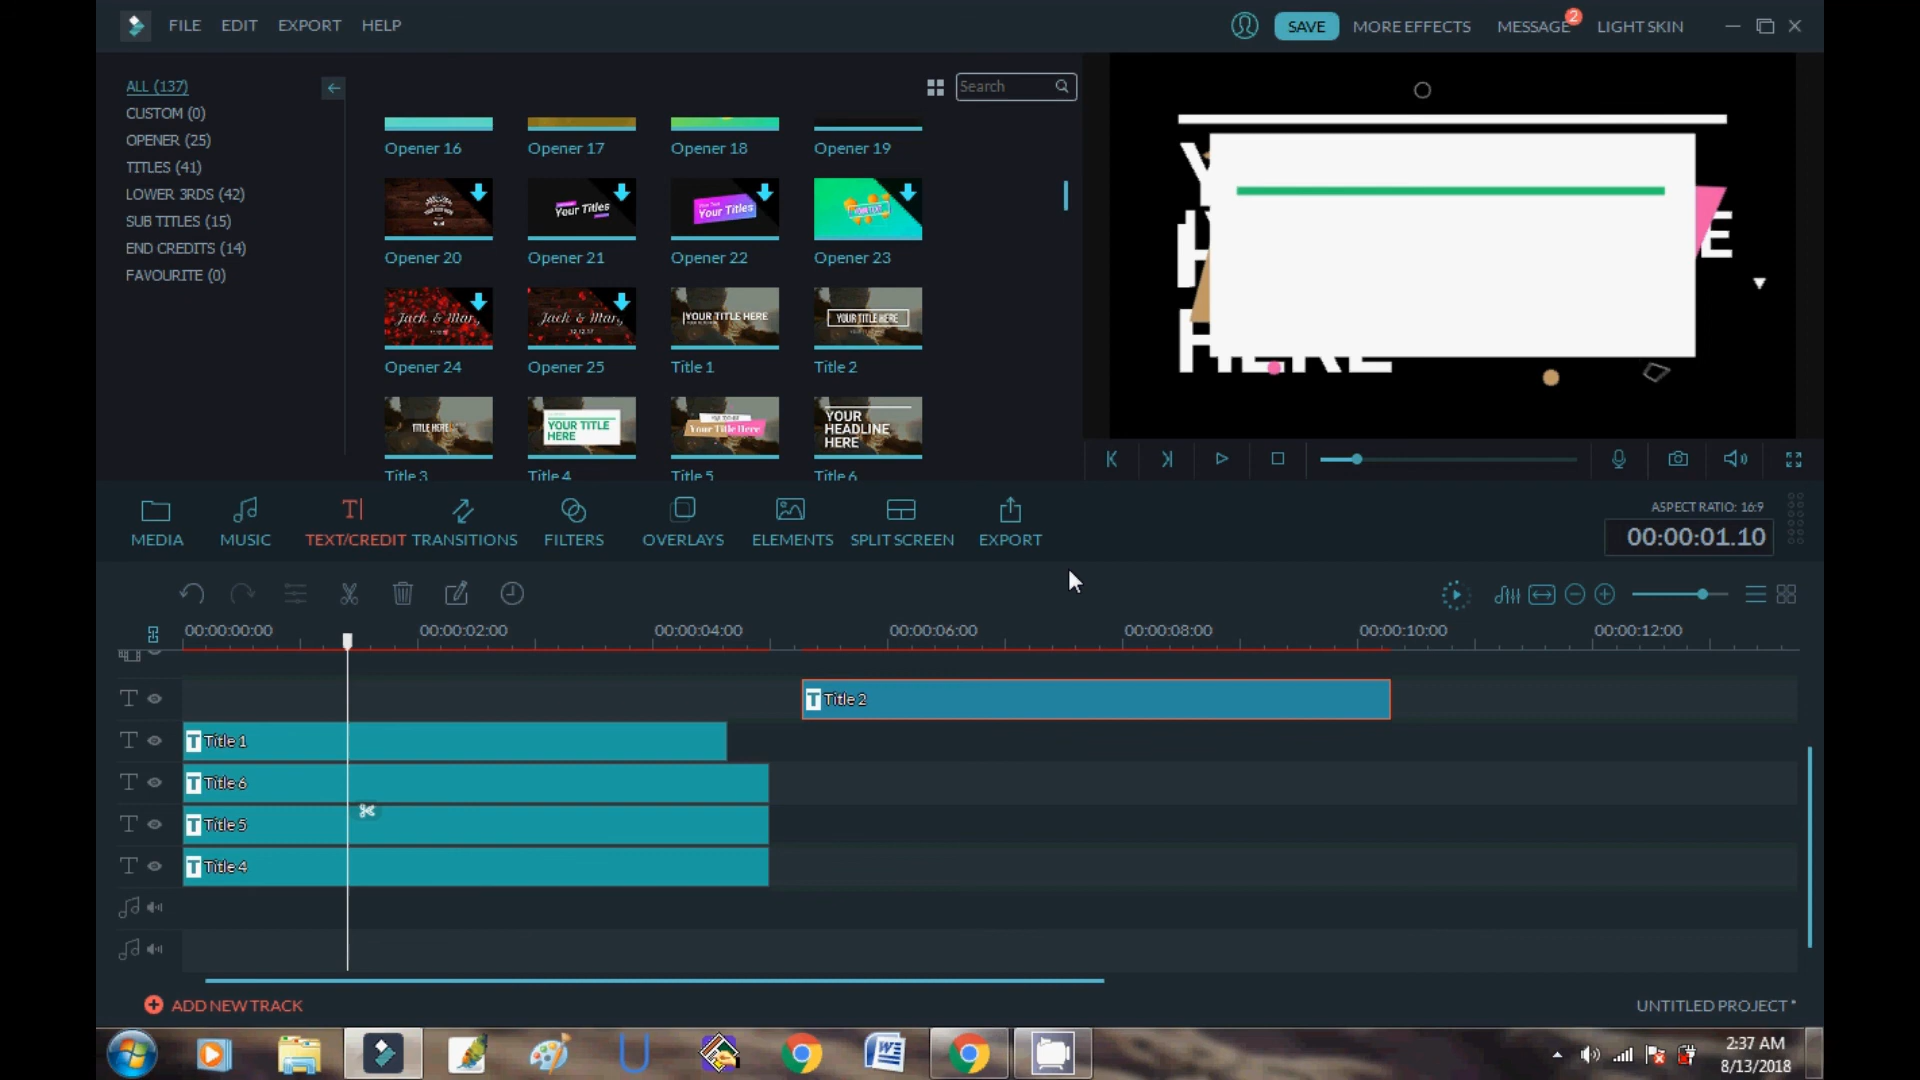 FILE EDIT EXPORT HELP
SAVE MORE EFFECTS MESSAGE 2 LIGHT SKIN
ALL (137)
CUSTOM (0)
OPENER (25)
TITLES (41)
LOWER 3RDS (42)
SUB TITLES (15)
END CREDITS (14)
FAVOURITE (0)
Search
Opener 16 Opener 17 Opener 18 Opener 19
Your Titles Your Titles
Opener 20 Opener 21 Opener 22 Opener 23
Jack & Mary Jack & Mary YOUR TITLE HERE YOUR TITLE HERE
Opener 24 Opener 25 Title 1 Title 2
TITLE HERE YOUR TITLE HERE Your Title Here YOUR HEADLINE HERE
Title 3 Title 4 Title 5 Title 6
HERE
MEDIA MUSIC TEXT/CREDIT TRANSITIONS FILTERS OVERLAYS ELEMENTS SPLIT SCREEN EXPORT
ASPECT RATIO: 16:9
00:00:01.10
00:00:00:00 00:00:02:00 00:00:04:00 00:00:06:00 00:00:08:00 00:00:10:00 00:00:12:00
Title 2
Title 1
Title 6
Title 5
Title 4
ADD NEW TRACK
UNTITLED PROJECT *
2:37 AM
8/13/2018